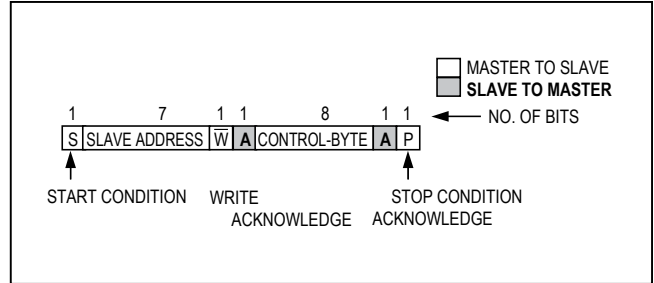 MASTER TO SLAVE
SLAVE TO MASTER
1 7 1 1 8 1 1 NO. OF BITS
S SLAVE ADDRESS W̅ A CONTROL-BYTE A P
START CONDITION WRITE STOP CONDITION
ACKNOWLEDGE ACKNOWLEDGE